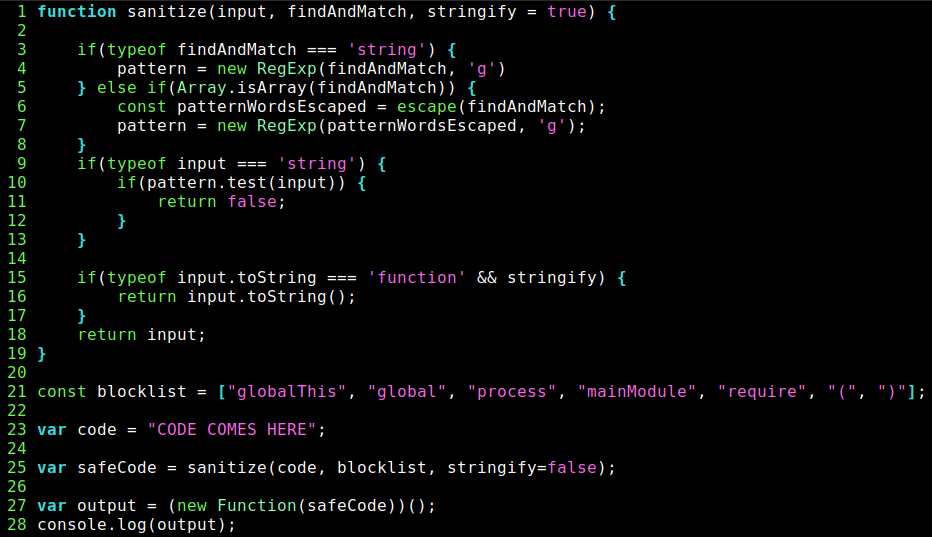 1 function sanitize(input, findAndMatch, stringify = true) {
2
3     if(typeof findAndMatch === 'string') {
4         pattern = new RegExp(findAndMatch, 'g')
5     } else if(Array.isArray(findAndMatch)) {
6         const patternWordsEscaped = escape(findAndMatch);
7         pattern = new RegExp(patternWordsEscaped, 'g');
8     }
9     if(typeof input === 'string') {
10         if(pattern.test(input)) {
11             return false;
12         }
13     }
14
15     if(typeof input.toString === 'function' && stringify) {
16         return input.toString();
17     }
18     return input;
19 }
20
21 const blocklist = ["globalThis", "global", "process", "mainModule", "require", "(", ")"];
22
23 var code = "CODE COMES HERE";
24
25 var safeCode = sanitize(code, blocklist, stringify=false);
26
27 var output = (new Function(safeCode))();
28 console.log(output);